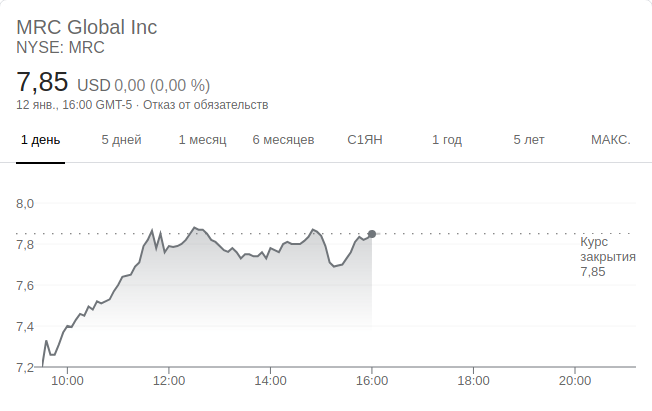 MRC Global Inc
NYSE: MRC
7,85 USD 0,00 (0,00 %)
12 янв., 16:00 GMT-5 · Отказ от обязательств
1 день 5 дней 1 месяц 6 месяцев С1ЯН 1 год 5 лет МАКС.
8,0
7,8
7,6
7,4
7,2
Курс
закрытия
7,85
10:00 12:00 14:00 16:00 18:00 20:00